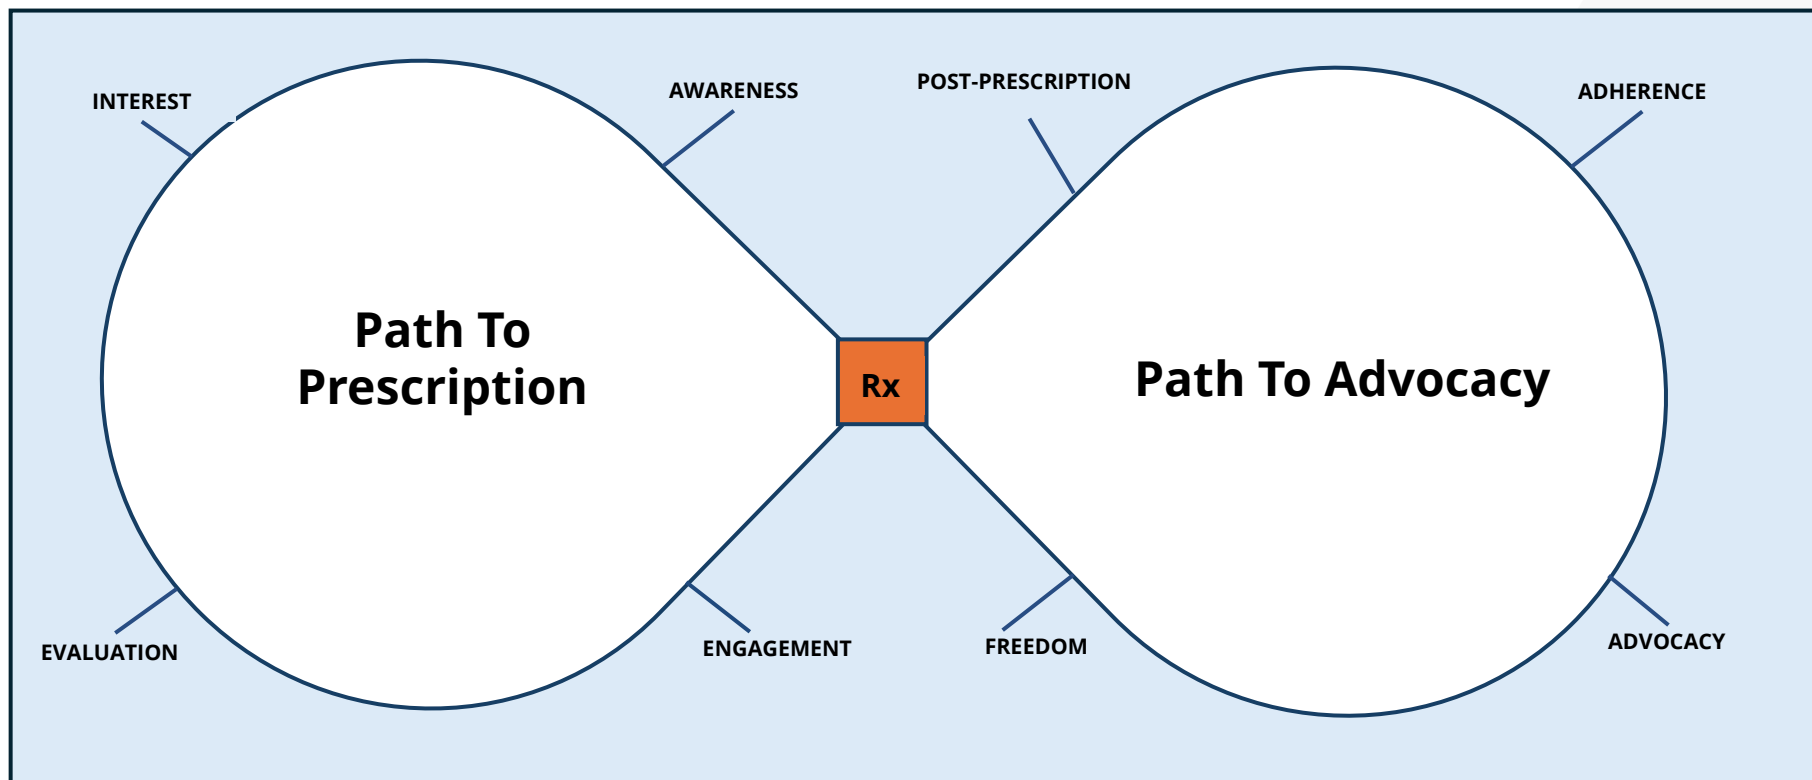 INTEREST
AWARENESS
POST-PRESCRIPTION
ADHERENCE
Path To
Prescription
Rx
Path To Advocacy
EVALUATION
ENGAGEMENT
FREEDOM
ADVOCACY